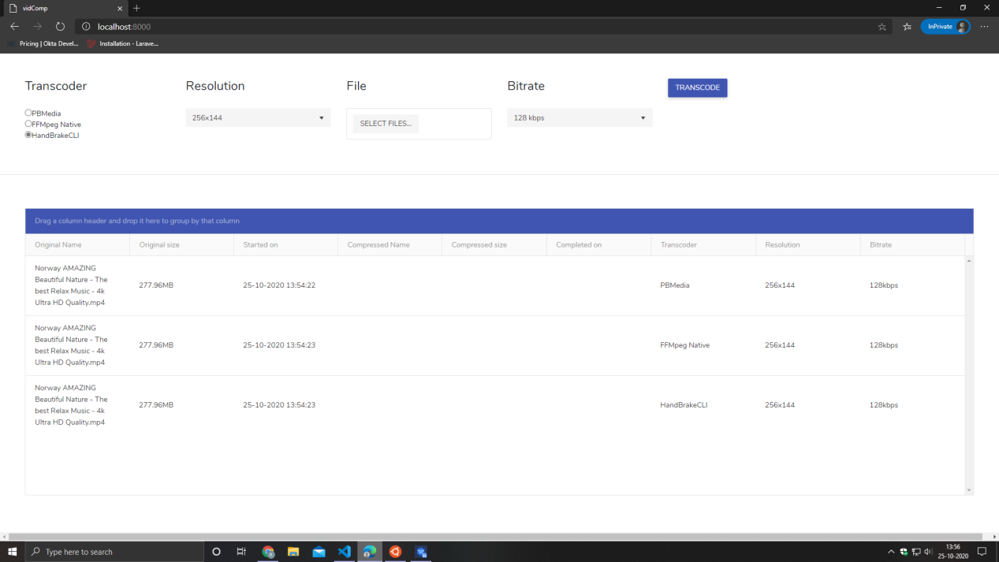 vidComp
localhost:8000
InPrivate
Pricing | Okta Devel...
Installation - Larave...
Transcoder
Resolution
File
Bitrate
TRANSCODE
PBMedia
FFMpeg Native
HandBrakeCLI
256x144
SELECT FILES...
128 kbps
Drag a column header and drop it here to group by that column
Original Name
Original size
Started on
Compressed Name
Compressed size
Completed on
Transcoder
Resolution
Bitrate
Norway AMAZING
Beautiful Nature - The
best Relax Music - 4k
Ultra HD Quality.mp4
277.96MB
25-10-2020 13:54:22
PBMedia
256x144
128kbps
Norway AMAZING
Beautiful Nature - The
best Relax Music - 4k
Ultra HD Quality.mp4
277.96MB
25-10-2020 13:54:23
FFMpeg Native
256x144
128kbps
Norway AMAZING
Beautiful Nature - The
best Relax Music - 4k
Ultra HD Quality.mp4
277.96MB
25-10-2020 13:54:23
HandBrakeCLI
256x144
128kbps
Type here to search
13:56
25-10-2020